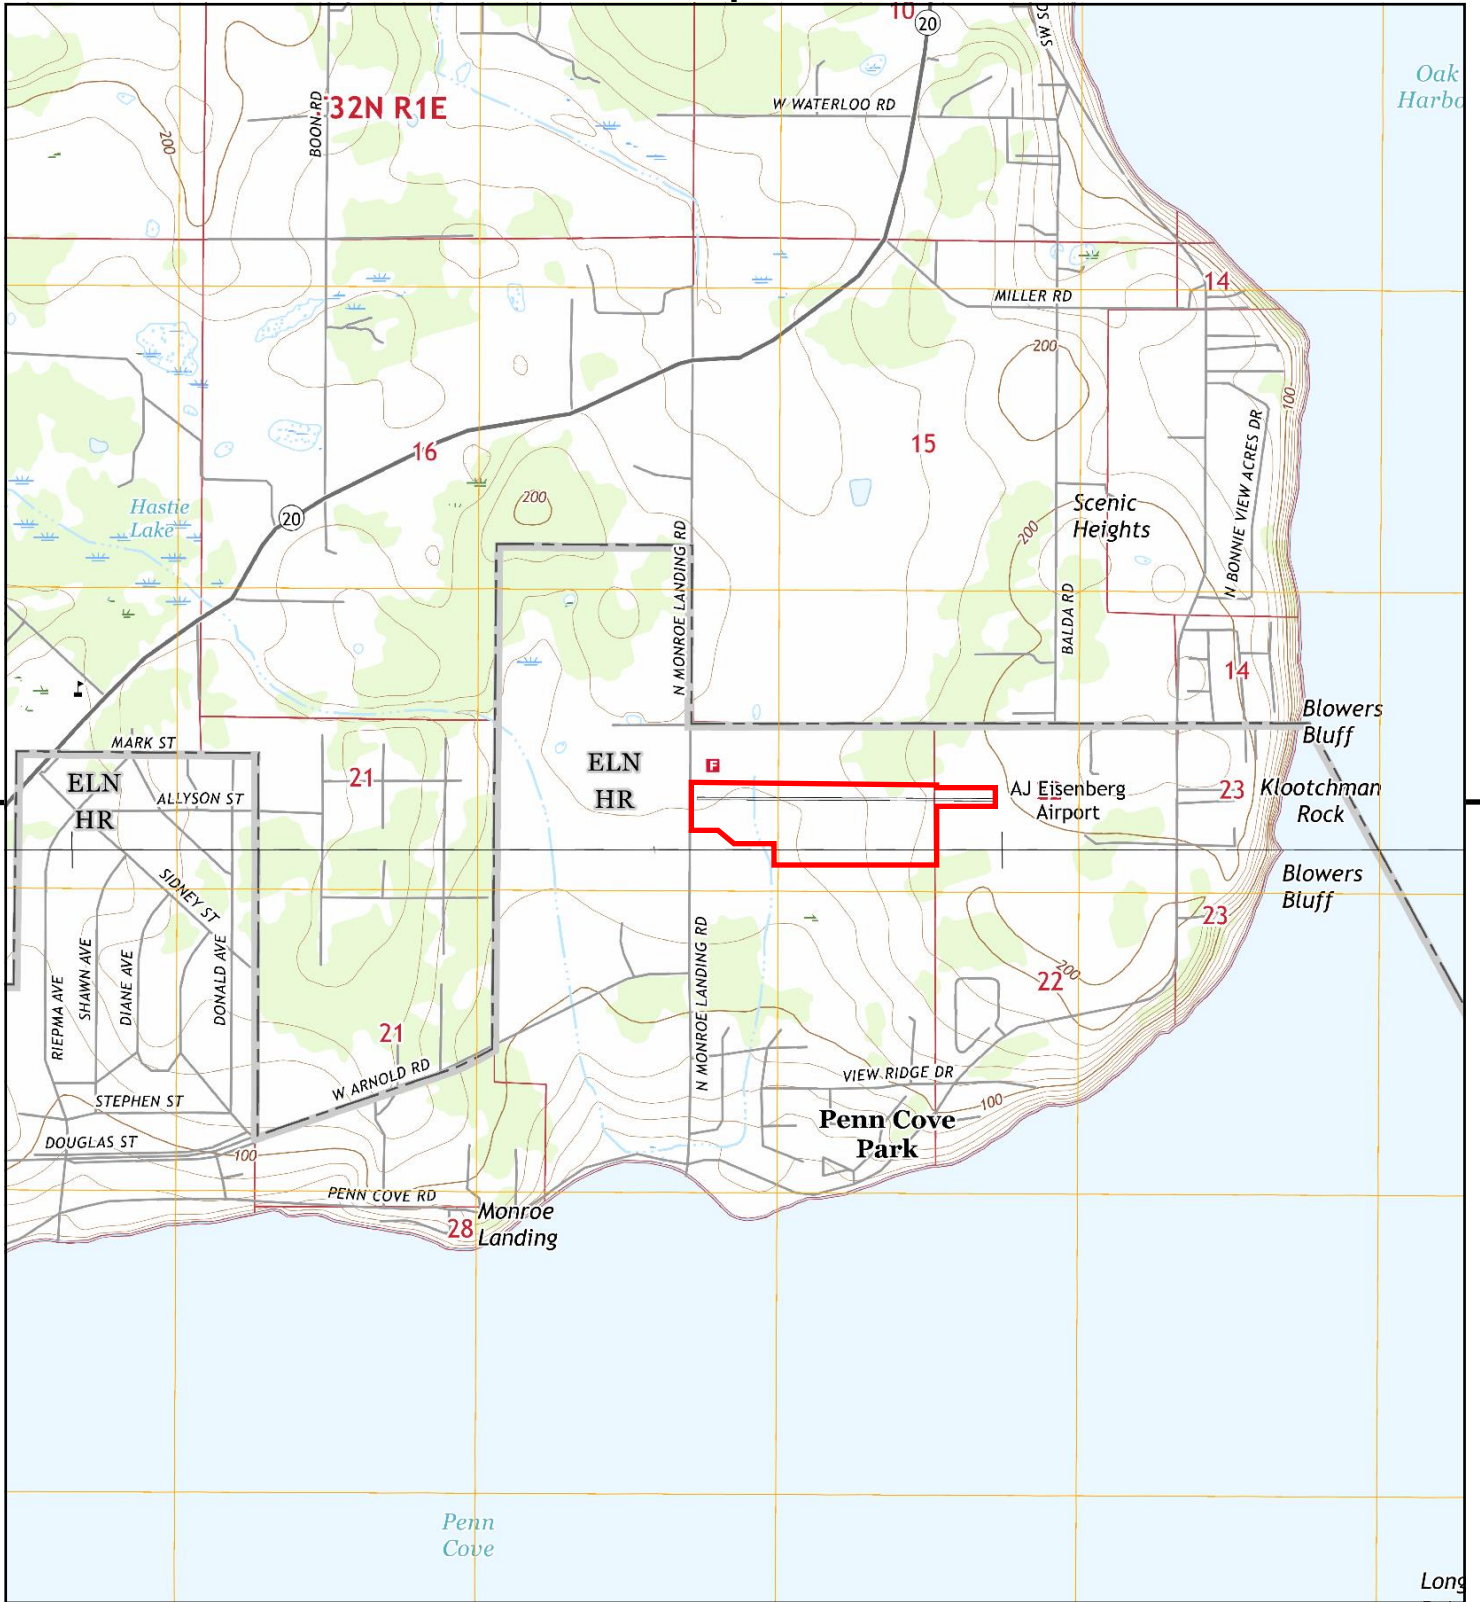 10
20
SW SC
Oak
Harbo
W WATERLOO RD
BOON RD
32N R1E
200
14
MILLER RD
200
100
16
15
200
Scenic
Heights
N BONNIE VIEW ACRES DR
Hastie
Lake
20
200
N MONROE LANDING RD
BALDA RD
14
Blowers
Bluff
MARK ST
ELN
HR
21
ELN
HR
F
ALLYSON ST
AJ Eisenberg
Airport
22
23
Klootchman
Rock
SIDNEY ST
Blowers
Bluff
23
RIEPMA AVE
SHAWN AVE
DIANE AVE
DONALD AVE
N MONROE LANDING RD
200
22
21
W ARNOLD RD
VIEW RIDGE DR
STEPHEN ST
100
Penn Cove
Park
DOUGLAS ST
100
PENN COVE RD
28
Monroe
Landing
Penn
Cove
Long